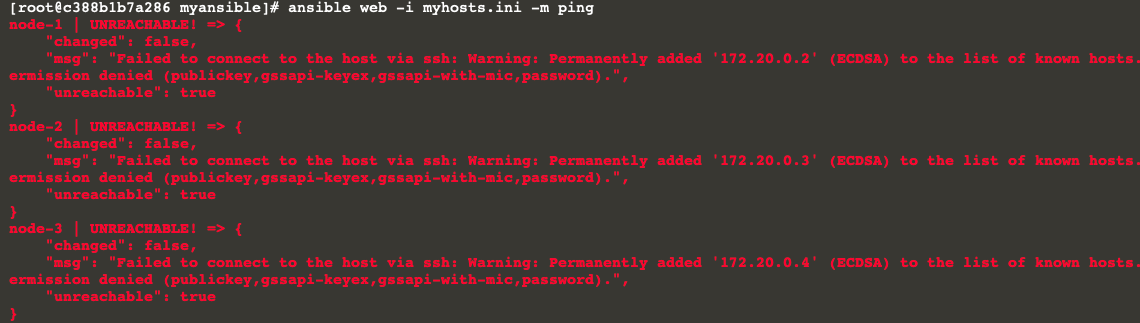 [root@c388b1b7a286 myansible]# ansible web -i myhosts.ini -m ping
node-1 | UNREACHABLE! => {
    "changed": false,
    "msg": "Failed to connect to the host via ssh: Warning: Permanently added '172.20.0.2' (ECDSA) to the list of known hosts.
ermission denied (publickey,gssapi-keyex,gssapi-with-mic,password).",
    "unreachable": true
}
node-2 | UNREACHABLE! => {
    "changed": false,
    "msg": "Failed to connect to the host via ssh: Warning: Permanently added '172.20.0.3' (ECDSA) to the list of known hosts.
ermission denied (publickey,gssapi-keyex,gssapi-with-mic,password).",
    "unreachable": true
}
node-3 | UNREACHABLE! => {
    "changed": false,
    "msg": "Failed to connect to the host via ssh: Warning: Permanently added '172.20.0.4' (ECDSA) to the list of known hosts.
ermission denied (publickey,gssapi-keyex,gssapi-with-mic,password).",
    "unreachable": true
}